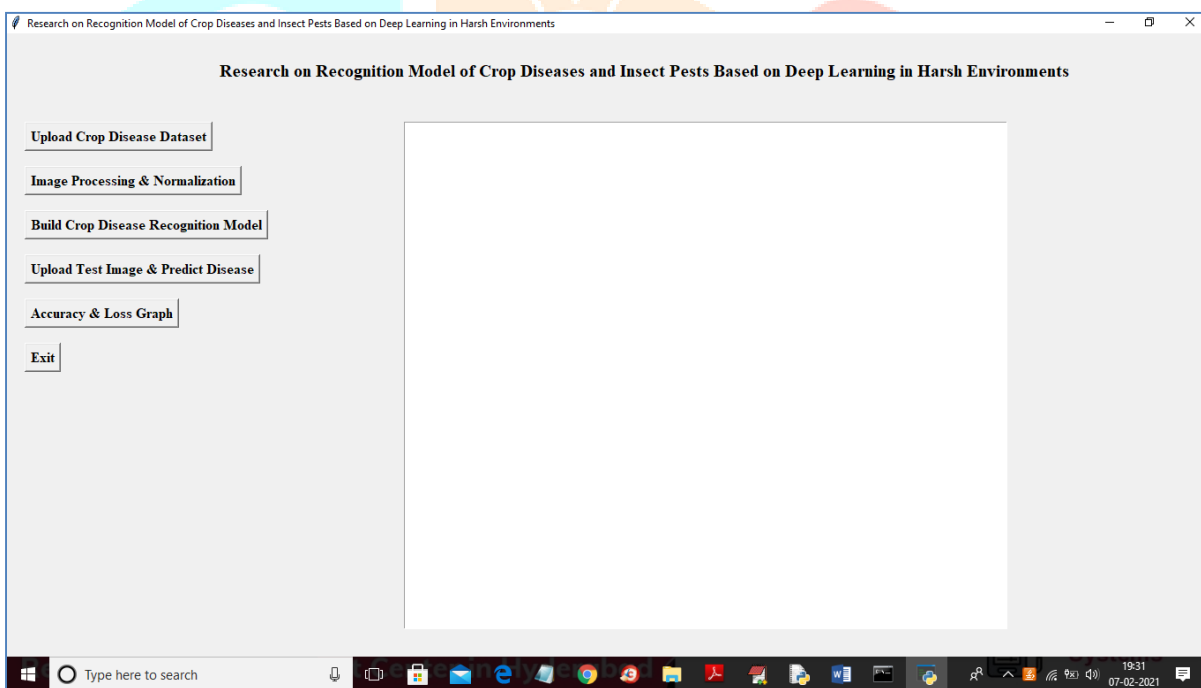 Research on Recognition Model of Crop Diseases and Insect Pests Based on Deep Learning in Harsh Environments
Research on Recognition Model of Crop Diseases and Insect Pests Based on Deep Learning in Harsh Environments
Upload Crop Disease Dataset
Image Processing & Normalization
Build Crop Disease Recognition Model
Upload Test Image & Predict Disease
Accuracy & Loss Graph
Exit
Type here to search
19:31
07-02-2021